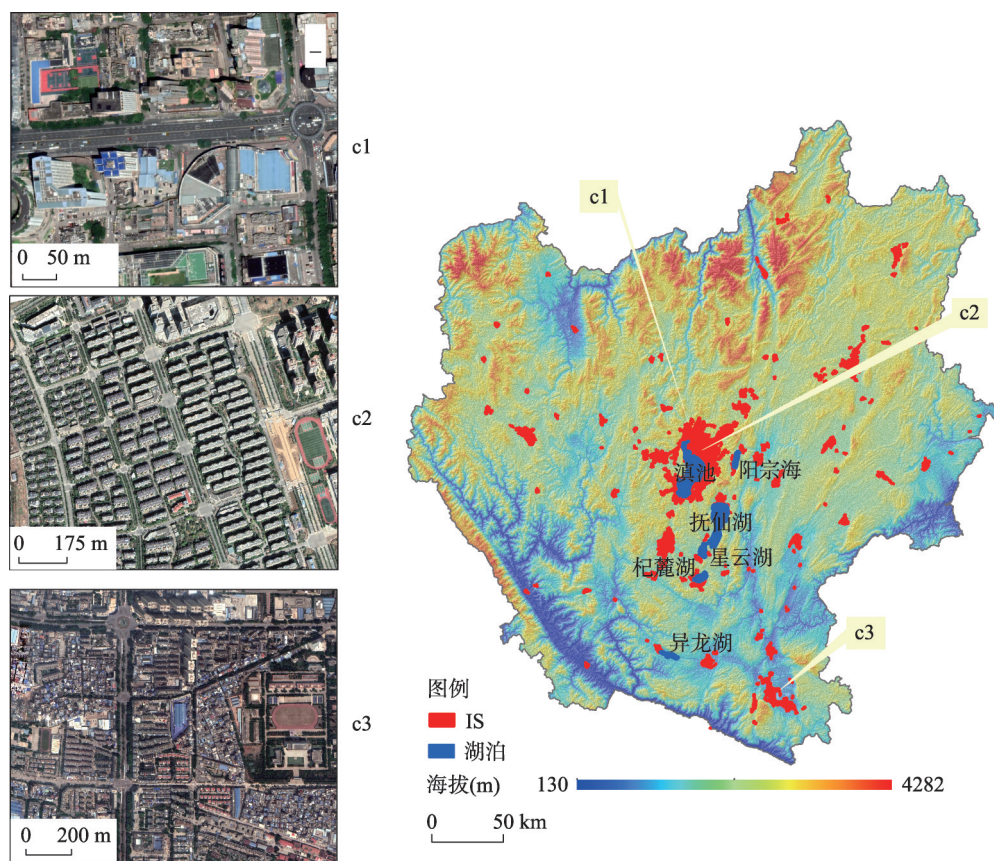 c1
0 50 m
c2
0 175 m
c3
0 200 m
c1
c2
滇池
阳宗海
抚仙湖
星云湖
杞麓湖
c3
异龙湖
图例
IS
湖泊
海拔(m)
130
4282
0 50 km